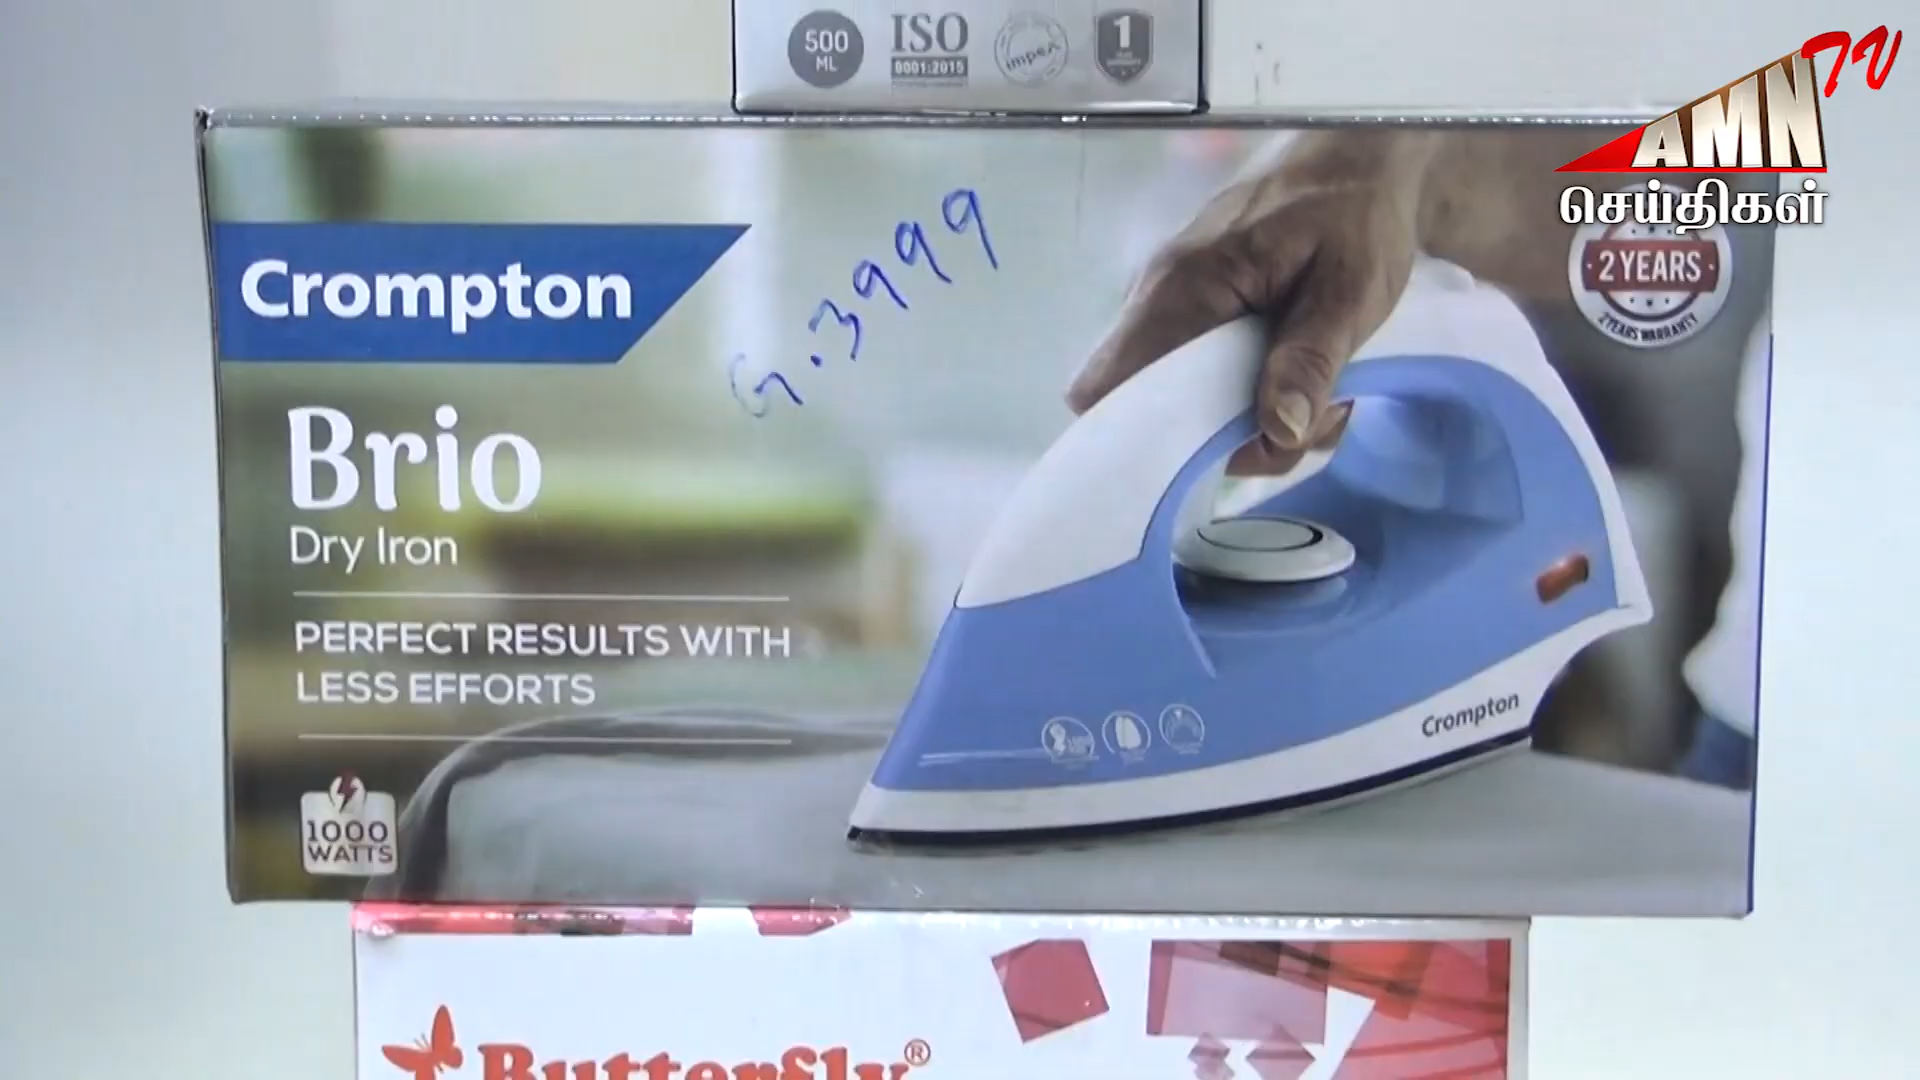 500
ML
ISO
9001:2015
impex
1
AMN TV
செய்திகள்
Crompton
G.3999
2 YEARS
2 YEARS WARRANTY
Brio
Dry Iron
PERFECT RESULTS WITH
LESS EFFORTS
Crompton
1000
WATTS
Butterfly®